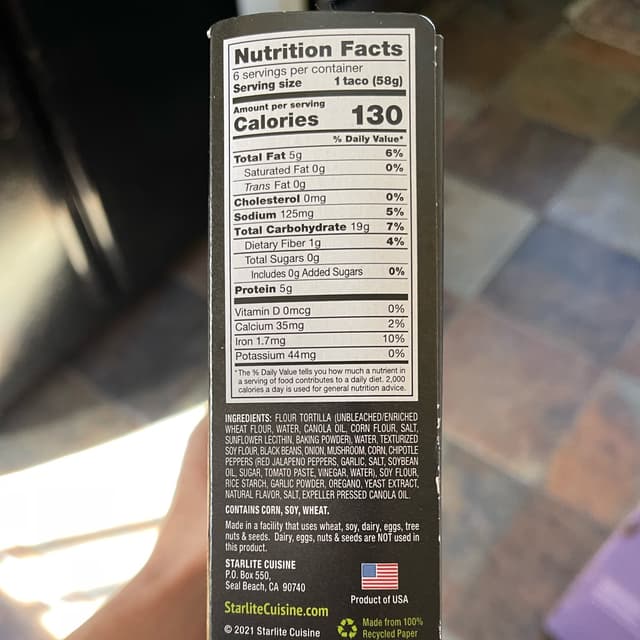 Nutrition Facts
6 servings per container
Serving size 1 taco (58g)
Amount per serving
Calories 130
% Daily Value*
Total Fat 5g 6%
Saturated Fat 0g 0%
Trans Fat 0g
Cholesterol 0mg 0%
Sodium 125mg 5%
Total Carbohydrate 19g 7%
Dietary Fiber 1g 4%
Total Sugars 0g
Includes 0g Added Sugars 0%
Protein 5g
Vitamin D 0mcg 0%
Calcium 35mg 2%
Iron 1.7mg 10%
Potassium 44mg 0%
*The % Daily Value tells you how much a nutrient in
a serving of food contributes to a daily diet. 2,000
calories a day is used for general nutrition advice.
INGREDIENTS: FLOUR TORTILLA (UNBLEACHED/ENRICHED
WHEAT FLOUR, WATER, CANOLA OIL, CORN FLOUR, SALT,
SUNFLOWER LECITHIN, BAKING POWDER), WATER, TEXTURIZED
SOY FLOUR, BLACK BEANS, ONION, MUSHROOM, CORN, CHIPOTLE
PEPPERS (RED JALAPENO PEPPERS, GARLIC, SALT, SOYBEAN
OIL, SUGAR, TOMATO PASTE, VINEGAR, WATER), SOY FLOUR,
RICE STARCH, GARLIC POWDER, OREGANO, YEAST EXTRACT,
NATURAL FLAVOR, SALT, EXPELLER PRESSED CANOLA OIL.
CONTAINS CORN, SOY, WHEAT.
Made in a facility that uses wheat, soy, dairy, eggs, tree
nuts & seeds. Dairy, eggs, nuts & seeds are NOT used in
this product.
STARLITE CUISINE
P.O. Box 550,
Seal Beach, CA 90740
Product of USA
StarliteCuisine.com
© 2021 Starlite Cuisine
Made from 100%
Recycled Paper